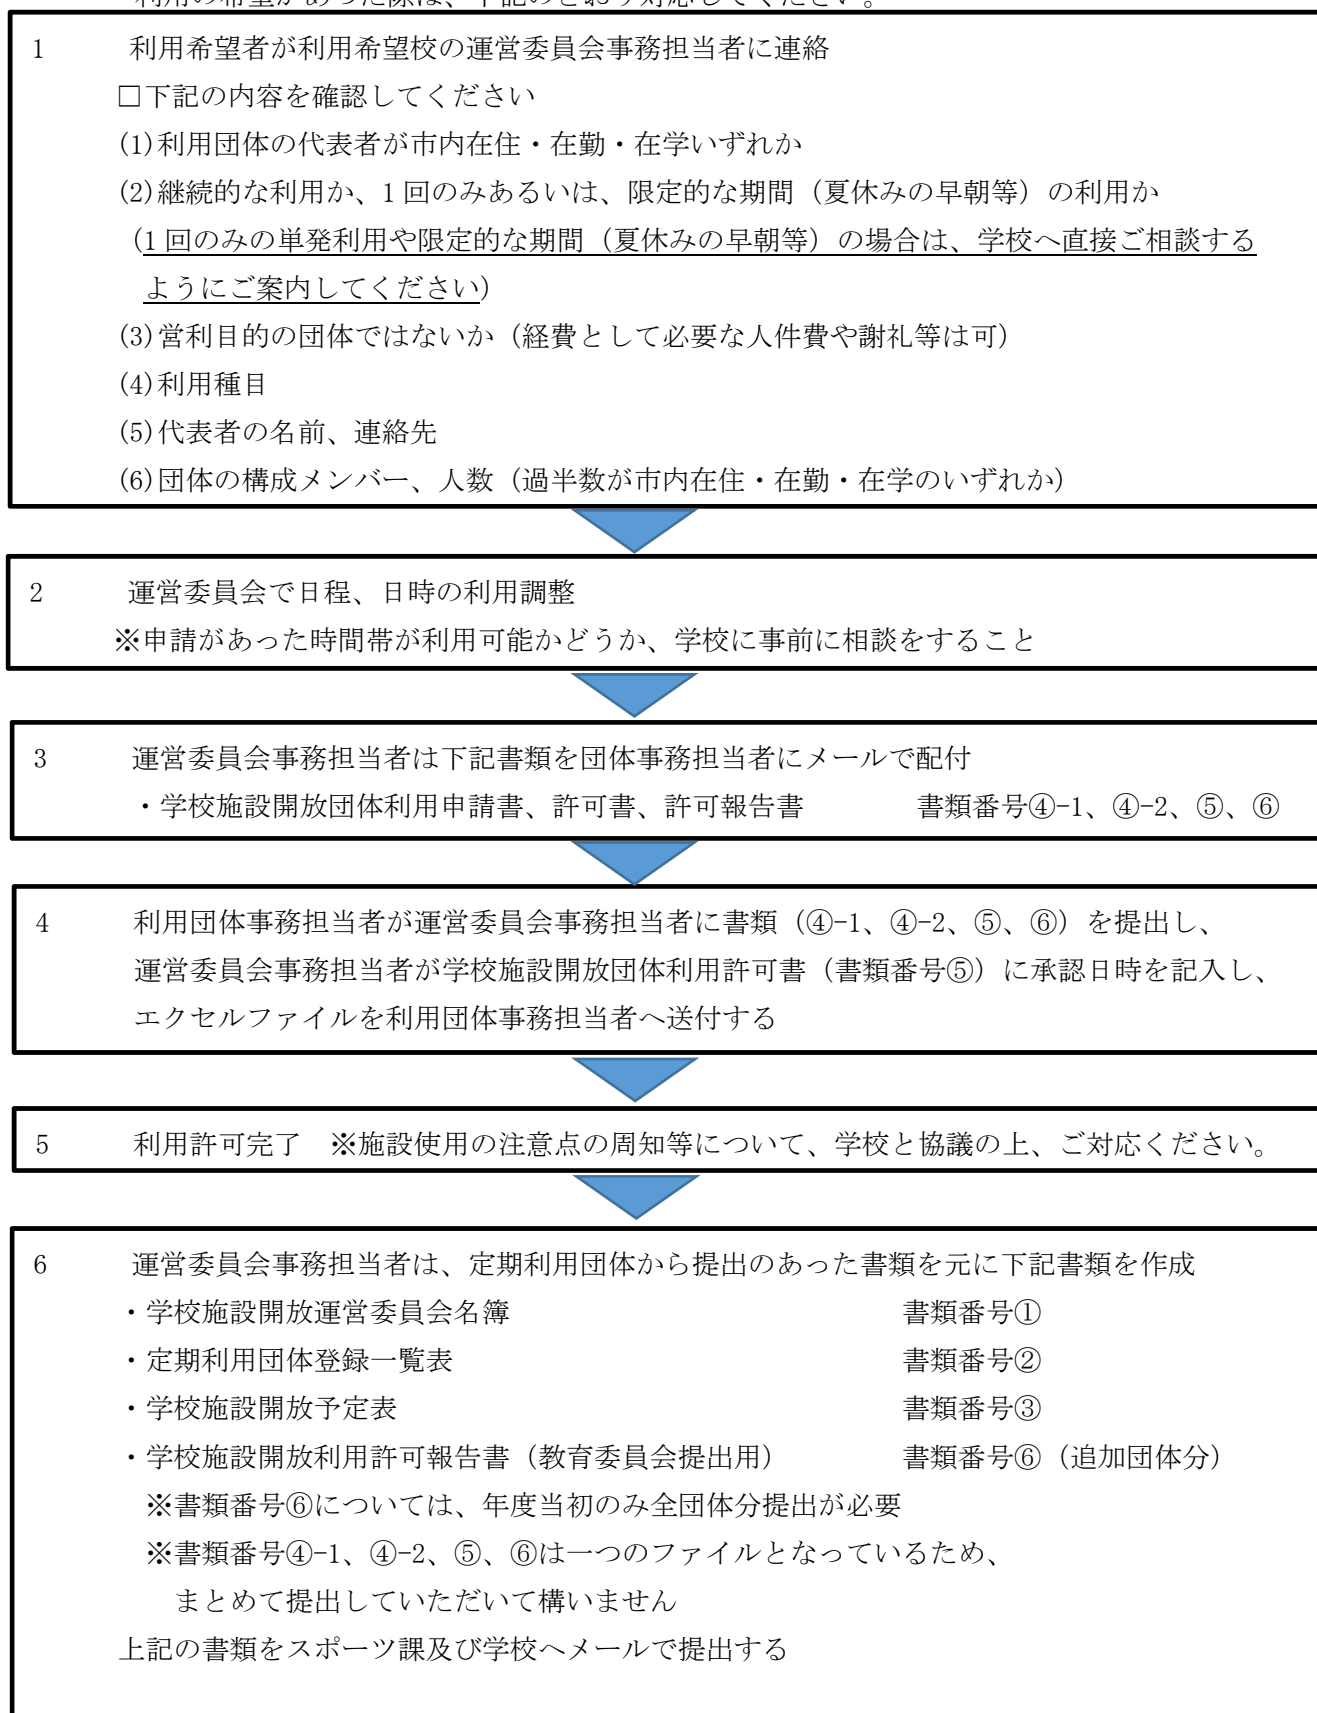 利用の希望があった際は、下記のとおり対応してください。
1 利用希望者が利用希望校の運営委員会事務担当者に連絡
□下記の内容を確認してください
(1)利用団体の代表者が市内在住・在勤・在学いずれか
(2)継続的な利用か、1回のみあるいは、限定的な期間（夏休みの早朝等）の利用か
（1回のみの単発利用や限定的な期間（夏休みの早朝等）の場合は、学校へ直接ご相談する
ようにご案内してください）
(3)営利目的の団体ではないか（経費として必要な人件費や謝礼等は可）
(4)利用種目
(5)代表者の名前、連絡先
(6)団体の構成メンバー、人数（過半数が市内在住・在勤・在学のいずれか）
2 運営委員会で日程、日時の利用調整
※申請があった時間帯が利用可能かどうか、学校に事前に相談をすること
3 運営委員会事務担当者は下記書類を団体事務担当者にメールで配付
・学校施設開放団体利用申請書、許可書、許可報告書 書類番号④-1、④-2、⑤、⑥
4 利用団体事務担当者が運営委員会事務担当者に書類（④-1、④-2、⑤、⑥）を提出し、
運営委員会事務担当者が学校施設開放団体利用許可書（書類番号⑤）に承認日時を記入し、
エクセルファイルを利用団体事務担当者へ送付する
5 利用許可完了 ※施設使用の注意点の周知等について、学校と協議の上、ご対応ください。
6 運営委員会事務担当者は、定期利用団体から提出のあった書類を元に下記書類を作成
・学校施設開放運営委員会名簿 書類番号①
・定期利用団体登録一覧表 書類番号②
・学校施設開放予定表 書類番号③
・学校施設開放利用許可報告書（教育委員会提出用） 書類番号⑥（追加団体分）
※書類番号⑥については、年度当初のみ全団体分提出が必要
※書類番号④-1、④-2、⑤、⑥は一つのファイルとなっているため、
まとめて提出していただいて構いません
上記の書類をスポーツ課及び学校へメールで提出する